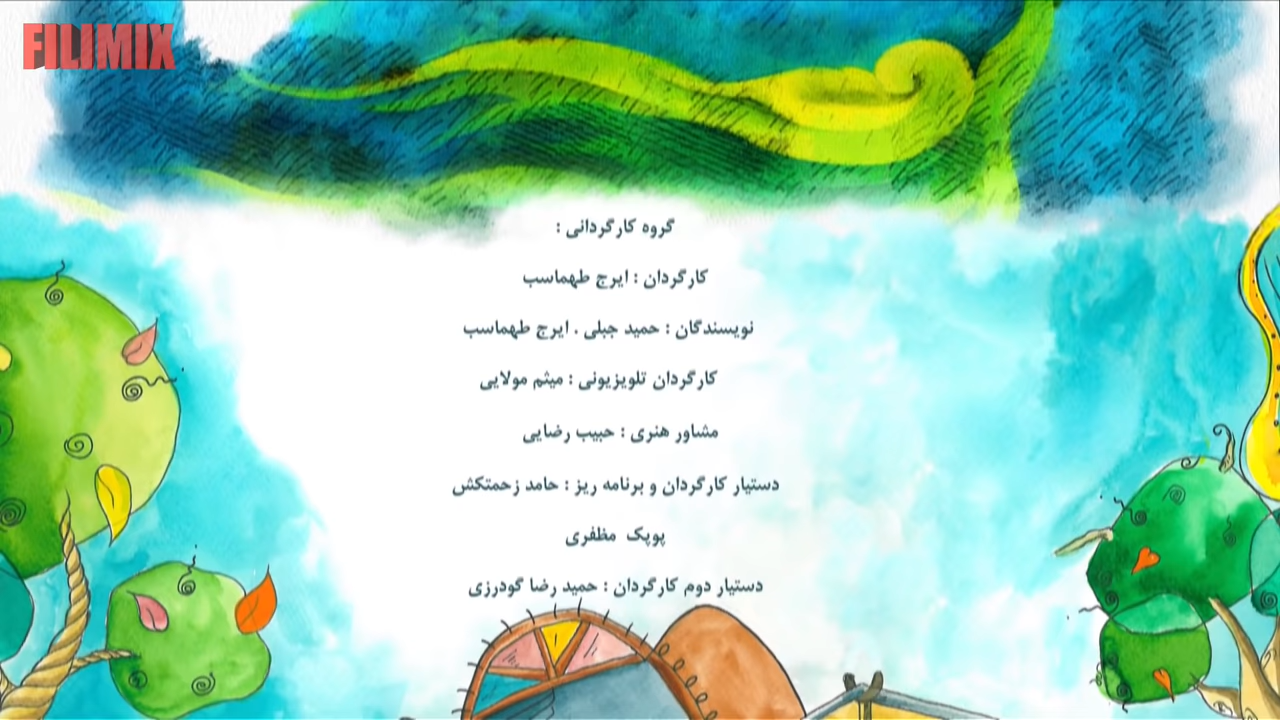 FILIMIX
گروه کارگردانی :
کارگردان : ایرج طهماسب
نویسندگان : حمید جبلی . ایرج طهماسب
کارگردان تلویزیونی : میثم مولایی
مشاور هنری : حبیب رضایی
دستیار کارگردان و برنامه ریز : حامد زحمتکش
پوپک مظفری
دستیار دوم کارگردان : حمید رضا گودرزی